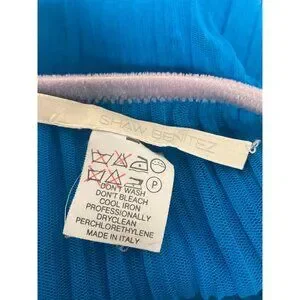 SHAW BENITEZ
P
DON'T WASH
DON'T BLEACH
COOL IRON
PROFESSIONALLY
DRYCLEAN
PERCHLORETHYLENE
MADE IN ITALY